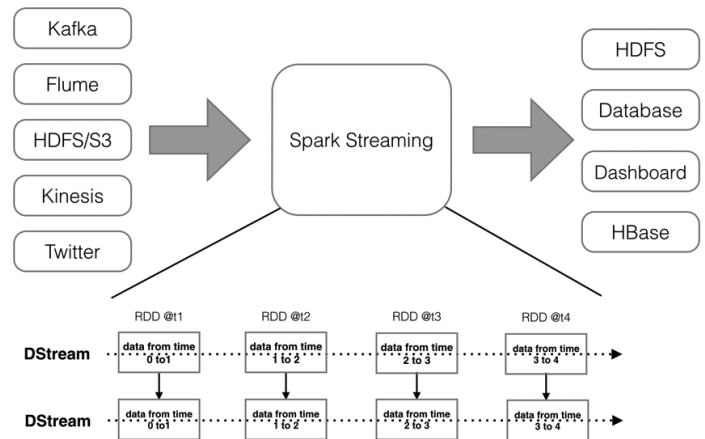 Kafka
Flume
HDFS/S3
Kinesis
Twitter
Spark Streaming
HDFS
Database
Dashboard
HBase
RDD @t1
RDD @t2
RDD @t3
RDD @t4
DStream
data from time
0 to1
data from time
1 to 2
data from time
2 to 3
data from time
3 to 4
DStream
data from time
0 to1
data from time
1 to 2
data from time
2 to 3
data from time
3 to 4